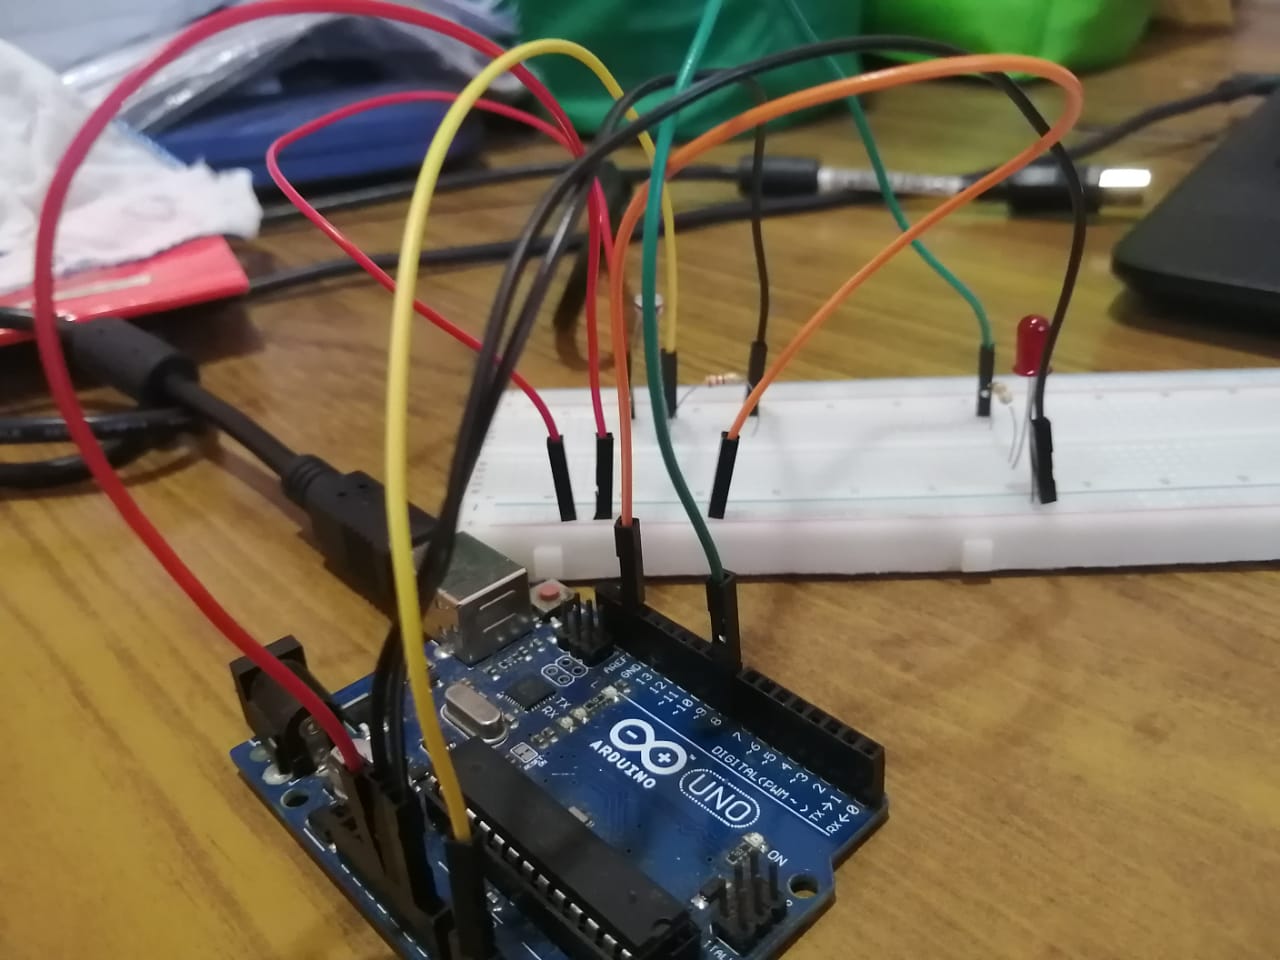 AREF
GND
13
12
~11
~10
~9
8
7
~6
~5
4
~3
2
TX→1
RX←0
DIGITAL (PWM ~)
TX
RX
ARDUINO
UNO
ON